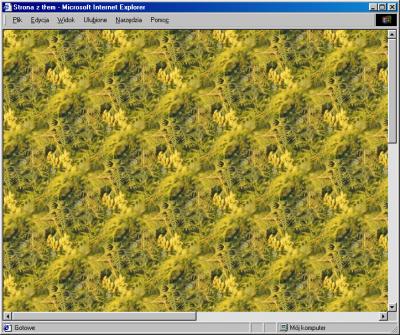 Strona z tłem - Microsoft Internet Explorer
Plik Edycja Widok Ulubione Narzędzia Pomoc
Gotowe Mój komputer